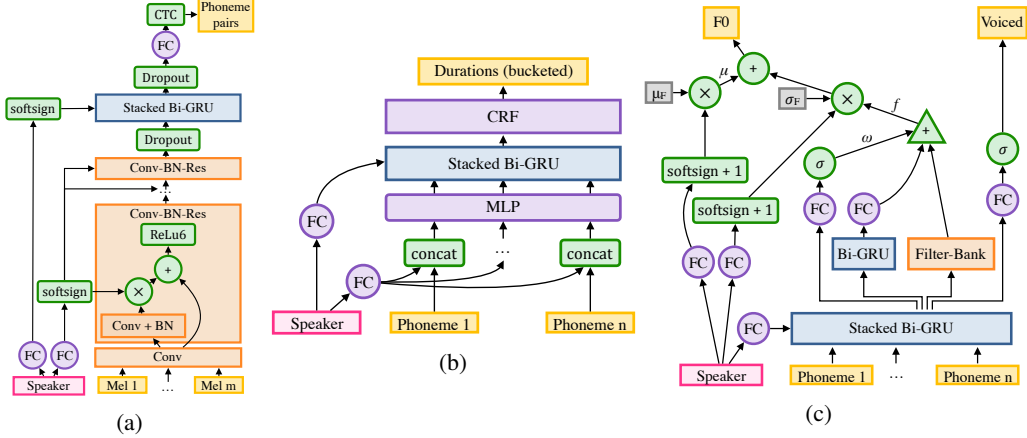 CTC
Phoneme
pairs
FC
Dropout
softsign
Stacked Bi-GRU
Dropout
Conv-BN-Res
...
Conv-BN-Res
ReLu6
+
softsign
×
Conv + BN
FC
FC
Conv
Speaker
Mel 1
...
Mel m
(a)
Durations (bucketed)
CRF
Stacked Bi-GRU
FC
MLP
concat
...
concat
FC
Speaker
Phoneme 1
Phoneme n
(b)
F0
Voiced
μ
+
μF
×
σF
×
f
+
ω
softsign + 1
σ
σ
softsign + 1
FC
FC
FC
FC
FC
Bi-GRU
Filter-Bank
FC
Stacked Bi-GRU
Speaker
Phoneme 1
...
Phoneme n
(c)